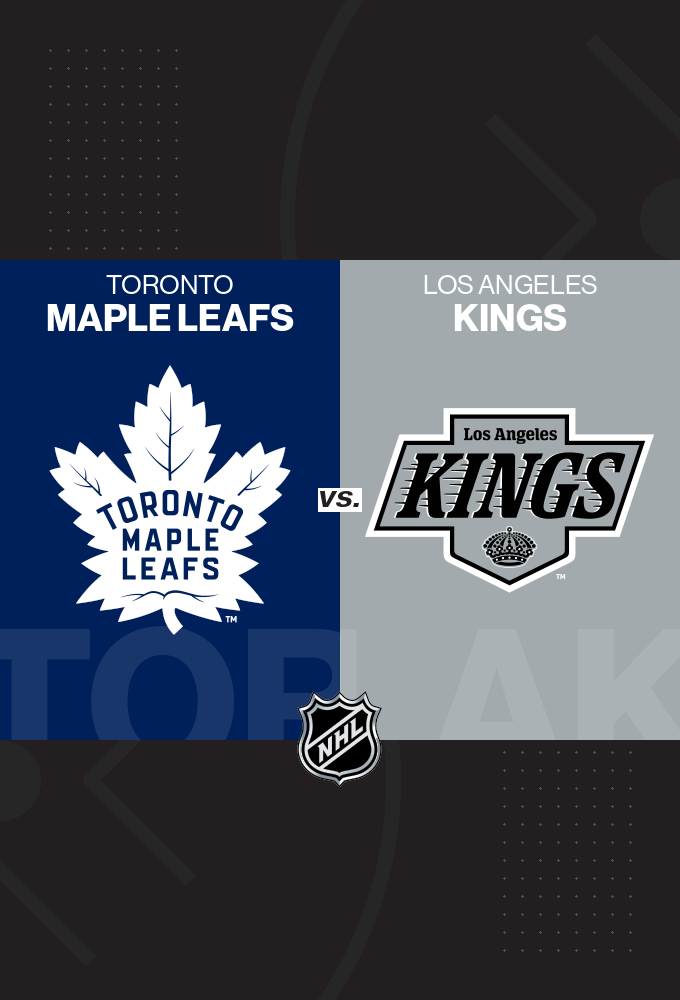 TORONTO
MAPLE LEAFS
LOS ANGELES
KINGS
TORONTO
MAPLE
LEAFS
TM
vs.
Los Angeles
KINGS
TM
TOR
LAK
NHL